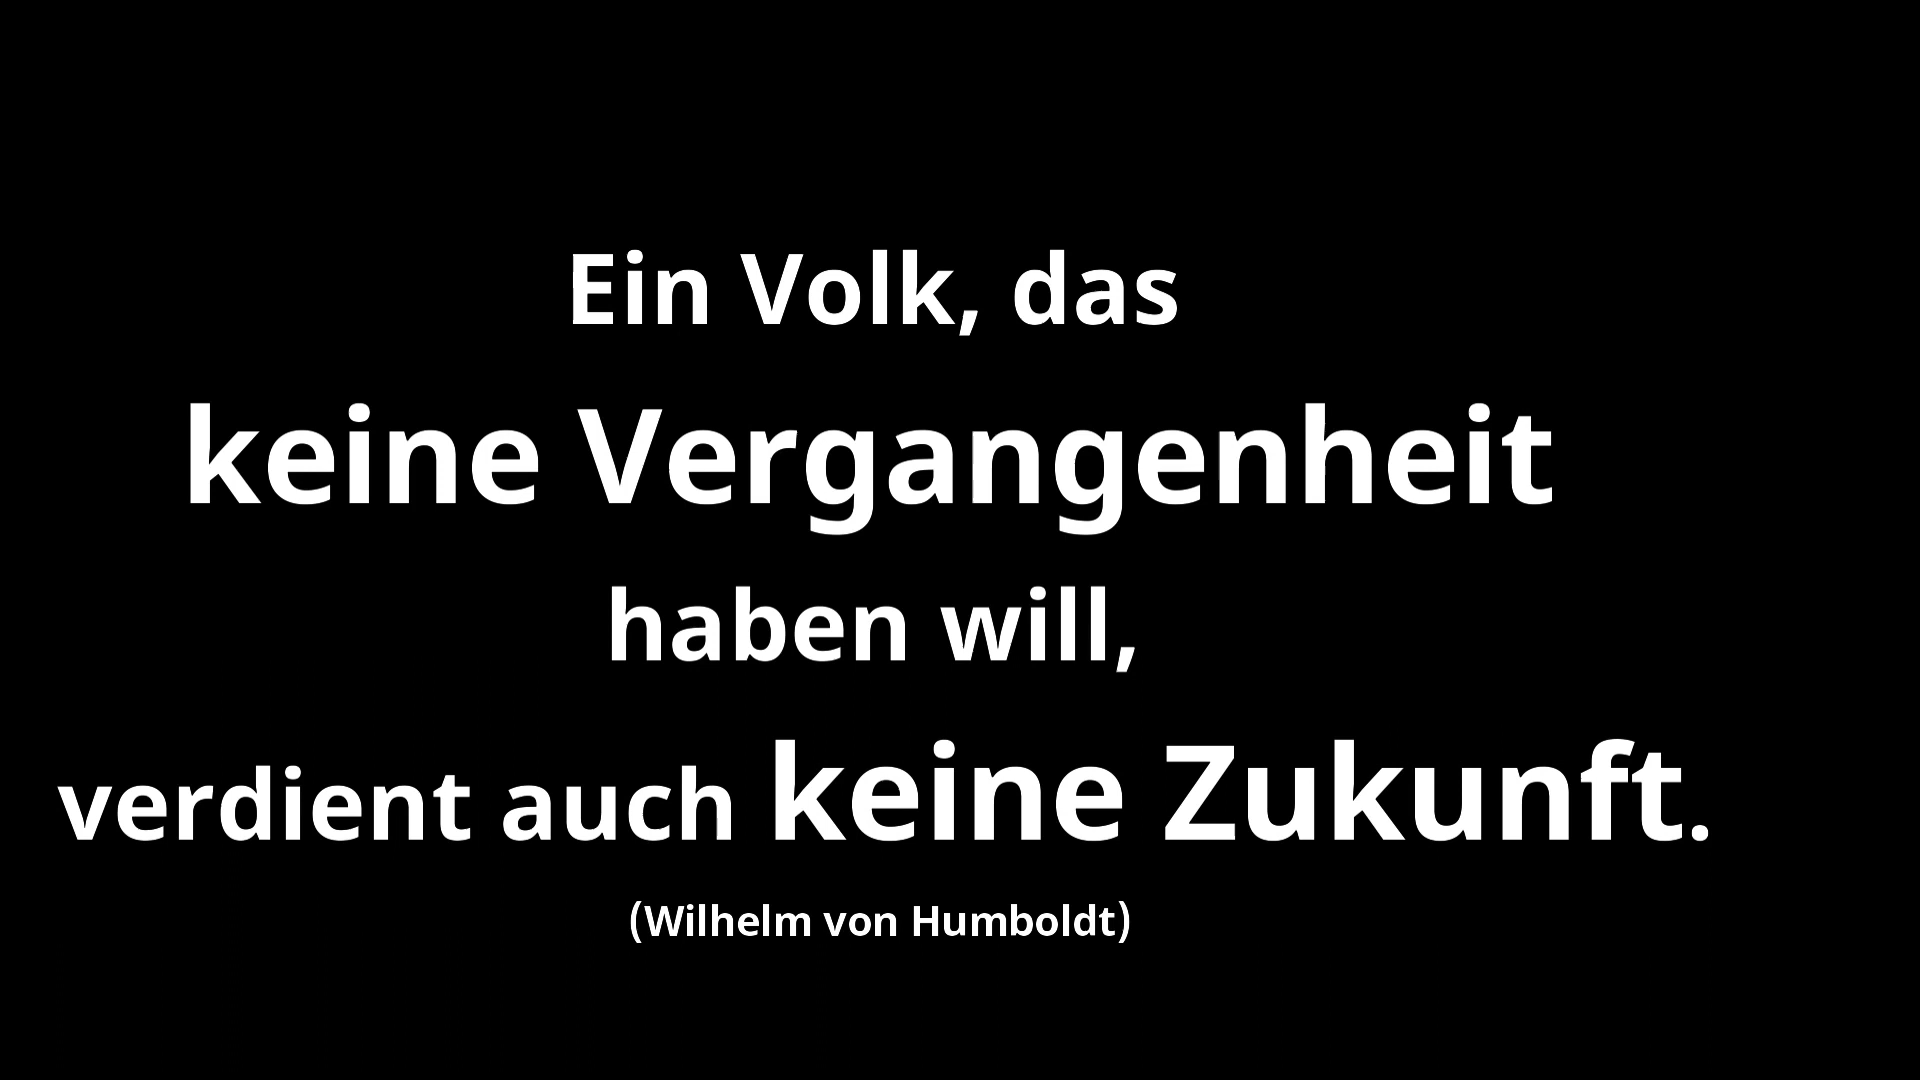 Ein Volk, das
keine Vergangenheit
haben will,
verdient auch keine Zukunft.
(Wilhelm von Humboldt)